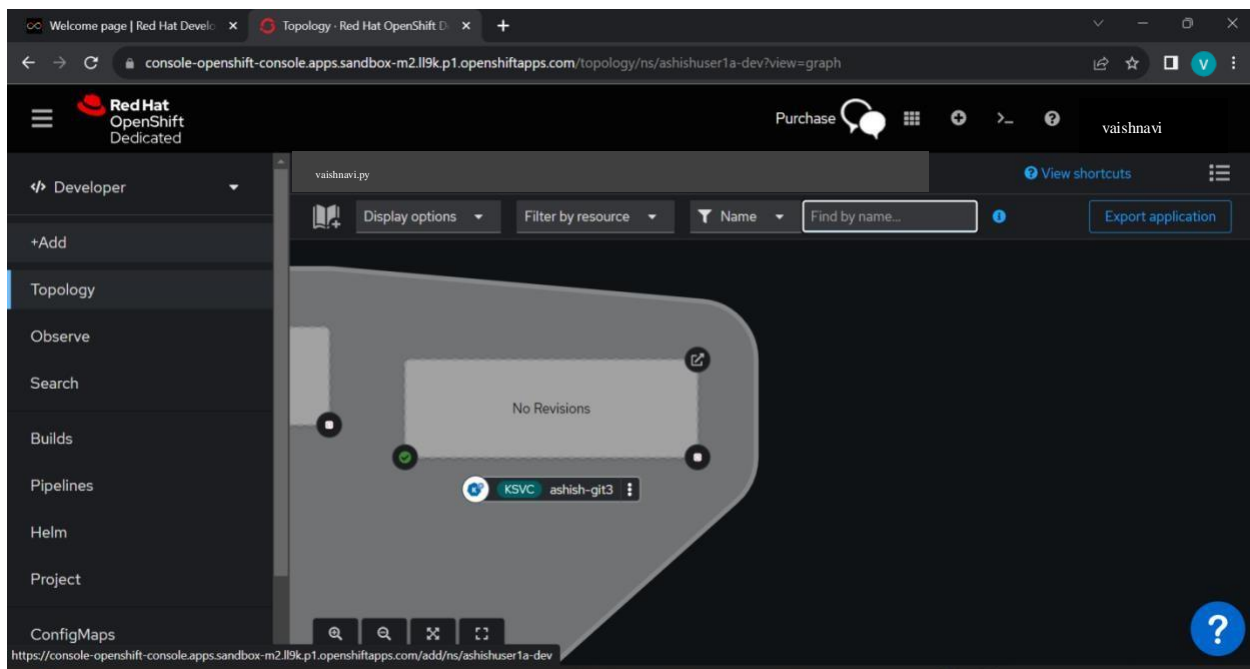 Welcome page | Red Hat Develo
Topology · Red Hat OpenShift D
console-openshift-console.apps.sandbox-m2.ll9k.p1.openshiftapps.com/topology/ns/ashishuser1a-dev?view=graph
V
Red Hat
OpenShift
Dedicated
Purchase
vaishnavi
Developer
vaishnavi.py
View shortcuts
Display options
Filter by resource
Name
Find by name...
Export application
+Add
Topology
Observe
Search
Builds
Pipelines
Helm
Project
ConfigMaps
No Revisions
KSVC ashish-git3
https://console-openshift-console.apps.sandbox-m2.ll9k.p1.openshiftapps.com/add/ns/ashishuser1a-dev